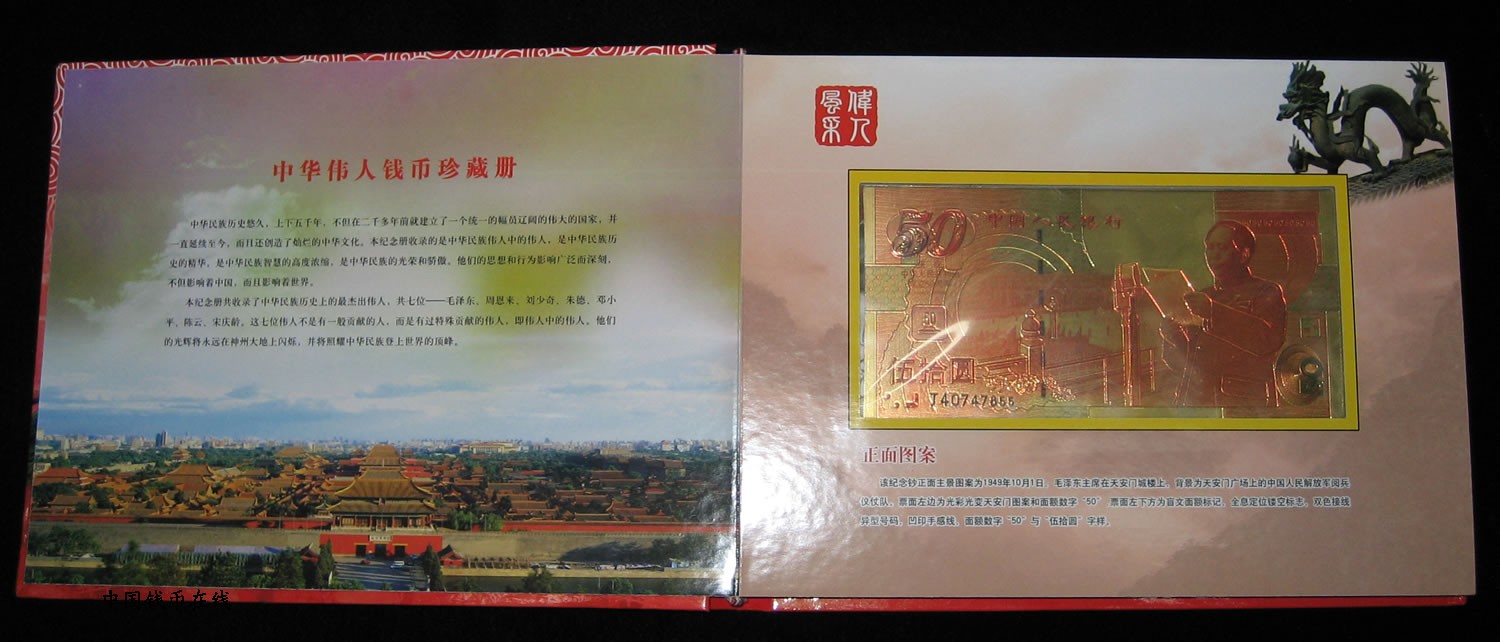 中华伟人钱币珍藏册
中华民族历史悠久，上下五千年，不但在二千多年前就建立了一个统一的幅员辽阔的伟大的国家，并
一直延续至今，而且还创造了灿烂的中华文化。本纪念册收录的是中华民族伟人中的伟人，是中华民族历
史的精华，是中华民族智慧的高度浓缩，是中华民族的光荣和骄傲。他们的思想和行为影响广泛而深刻，
不但影响着中国，而且影响着世界。
本纪念册共收录了中华民族历史上的最杰出伟人，共七位——毛泽东、周恩来、刘少奇、朱德、邓小
平、陈云、宋庆龄。这七位伟人不是有一般贡献的人，而是有过特殊贡献的伟人，即伟人中的伟人。他们
的光辉将永远在神州大地上闪烁，并将照耀中华民族登上世界的顶峰。
中国钱币在线
偉人
風采
50
中国人民银行
伍拾圆
J40747855
正面图案
该纪念钞正面主景图案为1949年10月1日，毛泽东主席在天安门城楼上，背景为天安门广场上的中国人民解放军阅兵
仪仗队，票面左边为光彩光变天安门图案和面额数字“50” 票面左下方为盲文面额标记，全息定位镂空标志，双色接线
异型号码，凹印手感线，面额数字“50”与“伍拾圆”字样。